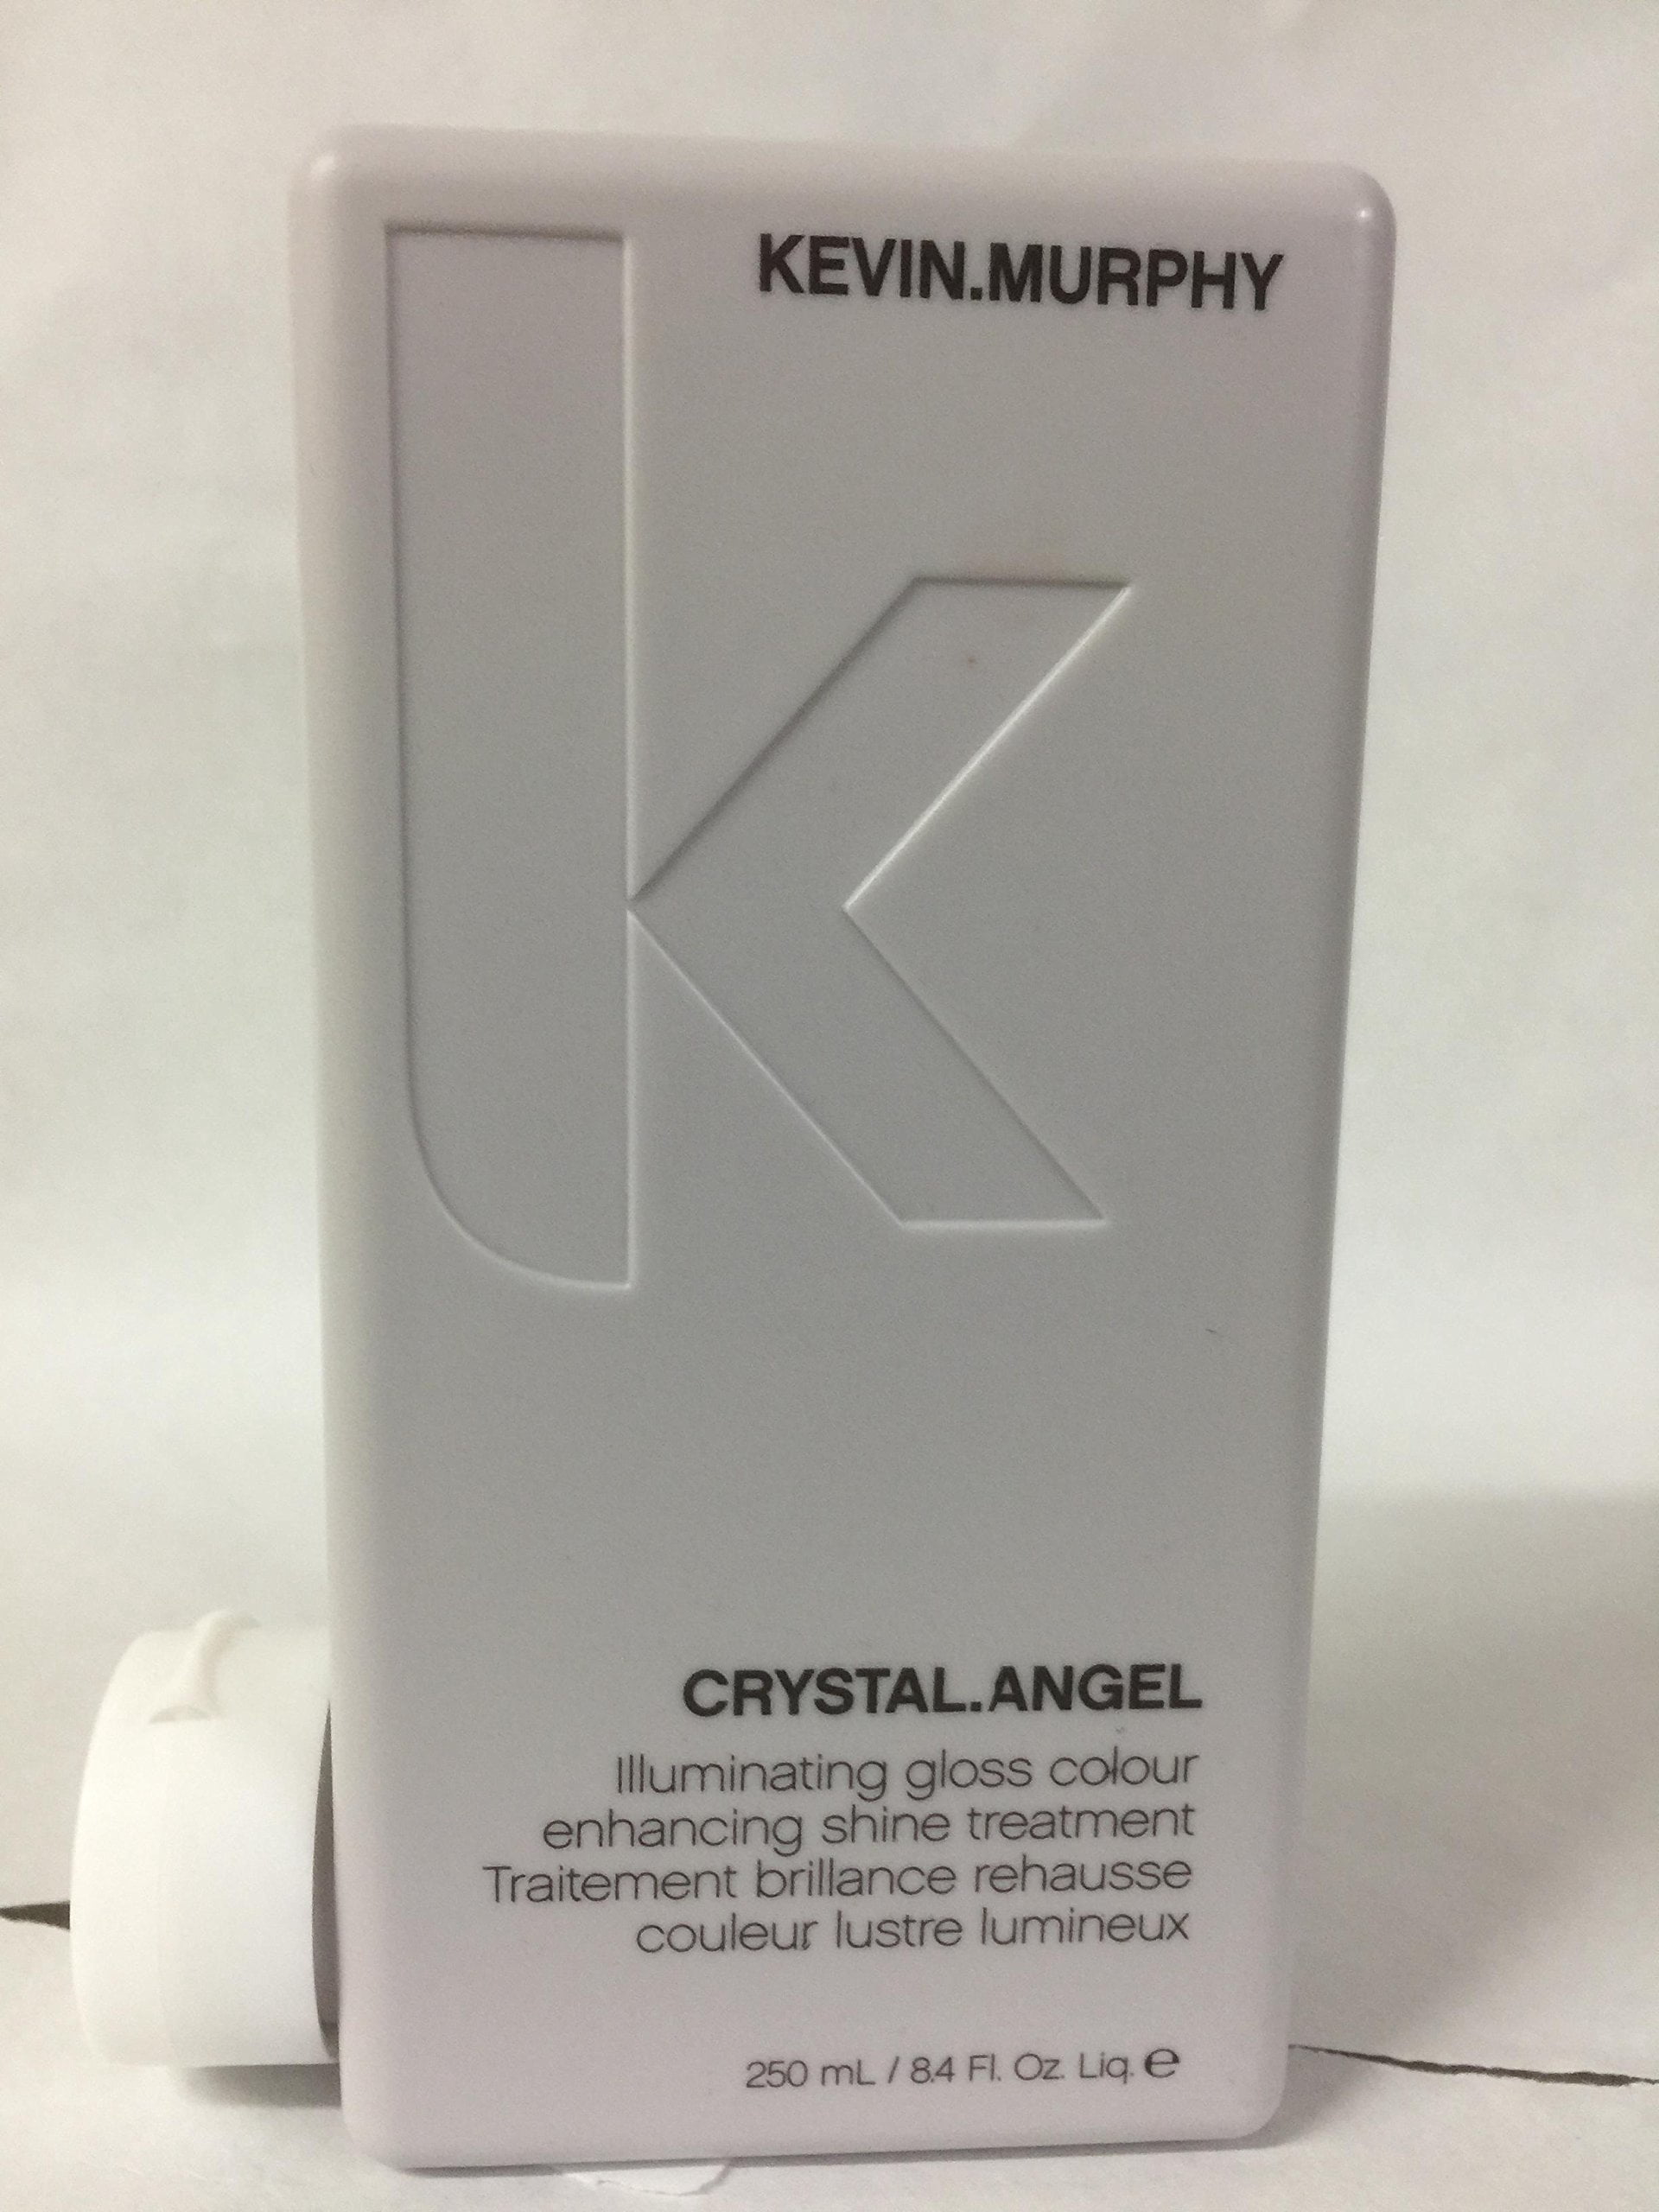 KEVIN.MURPHY
K
CRYSTAL.ANGEL
Illuminating gloss colour
enhancing shine treatment
Traitement brillance rehausse
couleur lustre lumineux
250 mL / 8.4 Fl. Oz. Liq. ℮